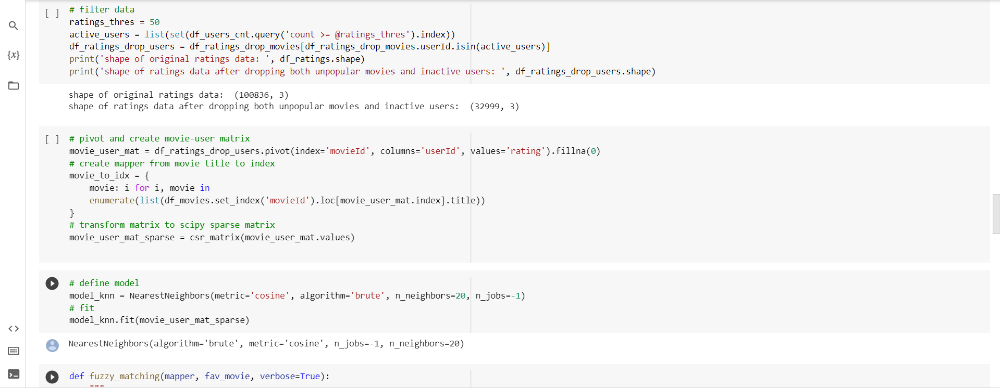 [ ] # filter data
ratings_thres = 50
active_users = list(set(df_users_cnt.query('count >= @ratings_thres').index))
df_ratings_drop_users = df_ratings_drop_movies[df_ratings_drop_movies.userId.isin(active_users)]
print('shape of original ratings data: ', df_ratings.shape)
print('shape of ratings data after dropping both unpopular movies and inactive users: ', df_ratings_drop_users.shape)
shape of original ratings data:  (100836, 3)
shape of ratings data after dropping both unpopular movies and inactive users:  (32999, 3)
[ ] # pivot and create movie-user matrix
movie_user_mat = df_ratings_drop_users.pivot(index='movieId', columns='userId', values='rating').fillna(0)
# create mapper from movie title to index
movie_to_idx = {
    movie: i for i, movie in
    enumerate(list(df_movies.set_index('movieId').loc[movie_user_mat.index].title))
}
# transform matrix to scipy sparse matrix
movie_user_mat_sparse = csr_matrix(movie_user_mat.values)
# define model
model_knn = NearestNeighbors(metric='cosine', algorithm='brute', n_neighbors=20, n_jobs=-1)
# fit
model_knn.fit(movie_user_mat_sparse)
NearestNeighbors(algorithm='brute', metric='cosine', n_jobs=-1, n_neighbors=20)
def fuzzy_matching(mapper, fav_movie, verbose=True):
    """
{x}